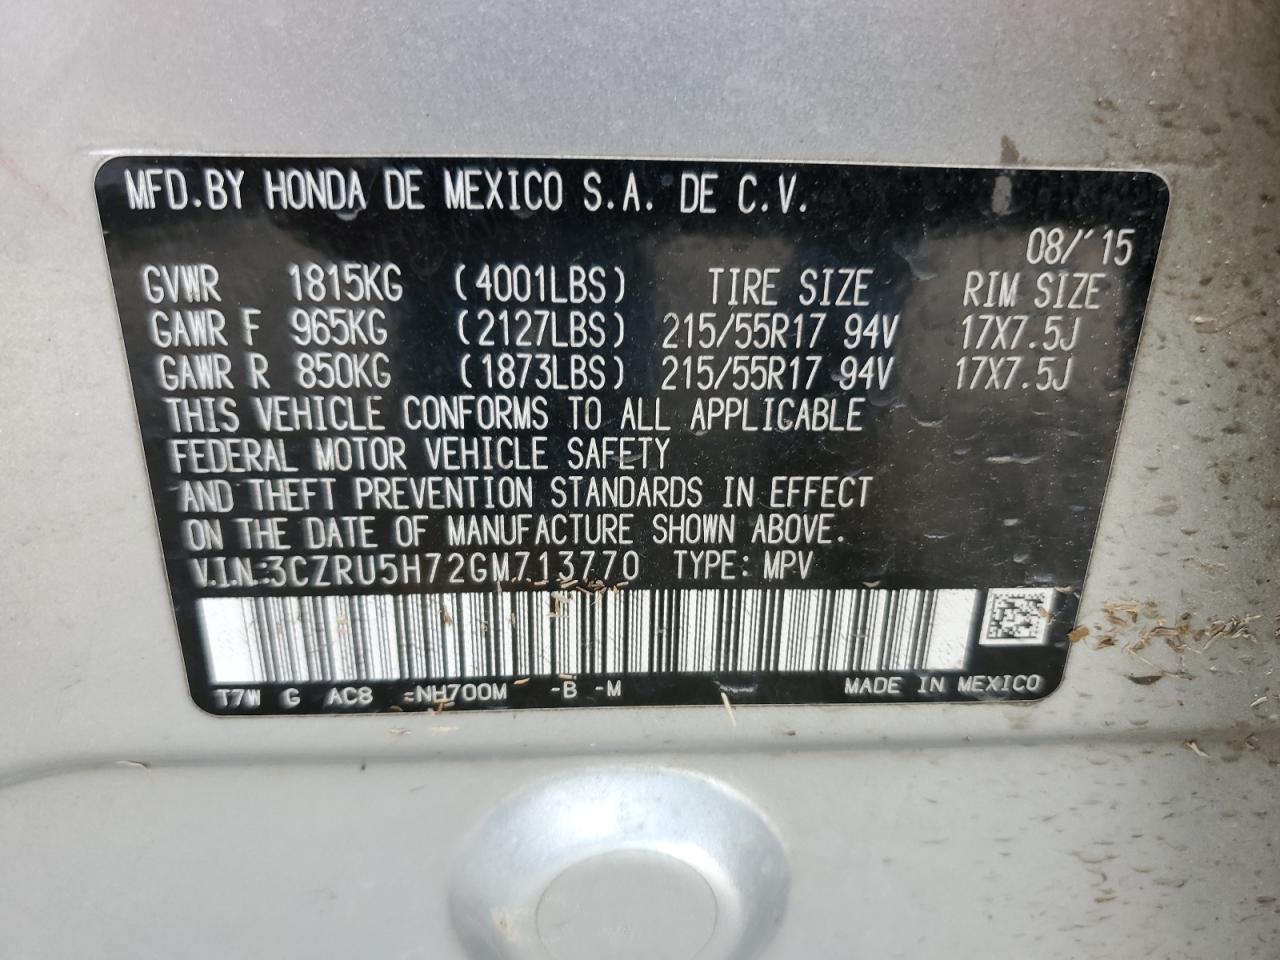 MFD.BY HONDA DE MEXICO S.A. DE C.V.
08/'15
GVWR 1815KG (4001LBS) TIRE SIZE RIM SIZE
GAWR F 965KG (2127LBS) 215/55R17 94V 17X7.5J
GAWR R 850KG (1873LBS) 215/55R17 94V 17X7.5J
THIS VEHICLE CONFORMS TO ALL APPLICABLE
FEDERAL MOTOR VEHICLE SAFETY
AND THEFT PREVENTION STANDARDS IN EFFECT
ON THE DATE OF MANUFACTURE SHOWN ABOVE.
V.I.N.:3CZRU5H72GM713770 TYPE: MPV
T7W G AC8 -NH700M -B -M MADE IN MEXICO